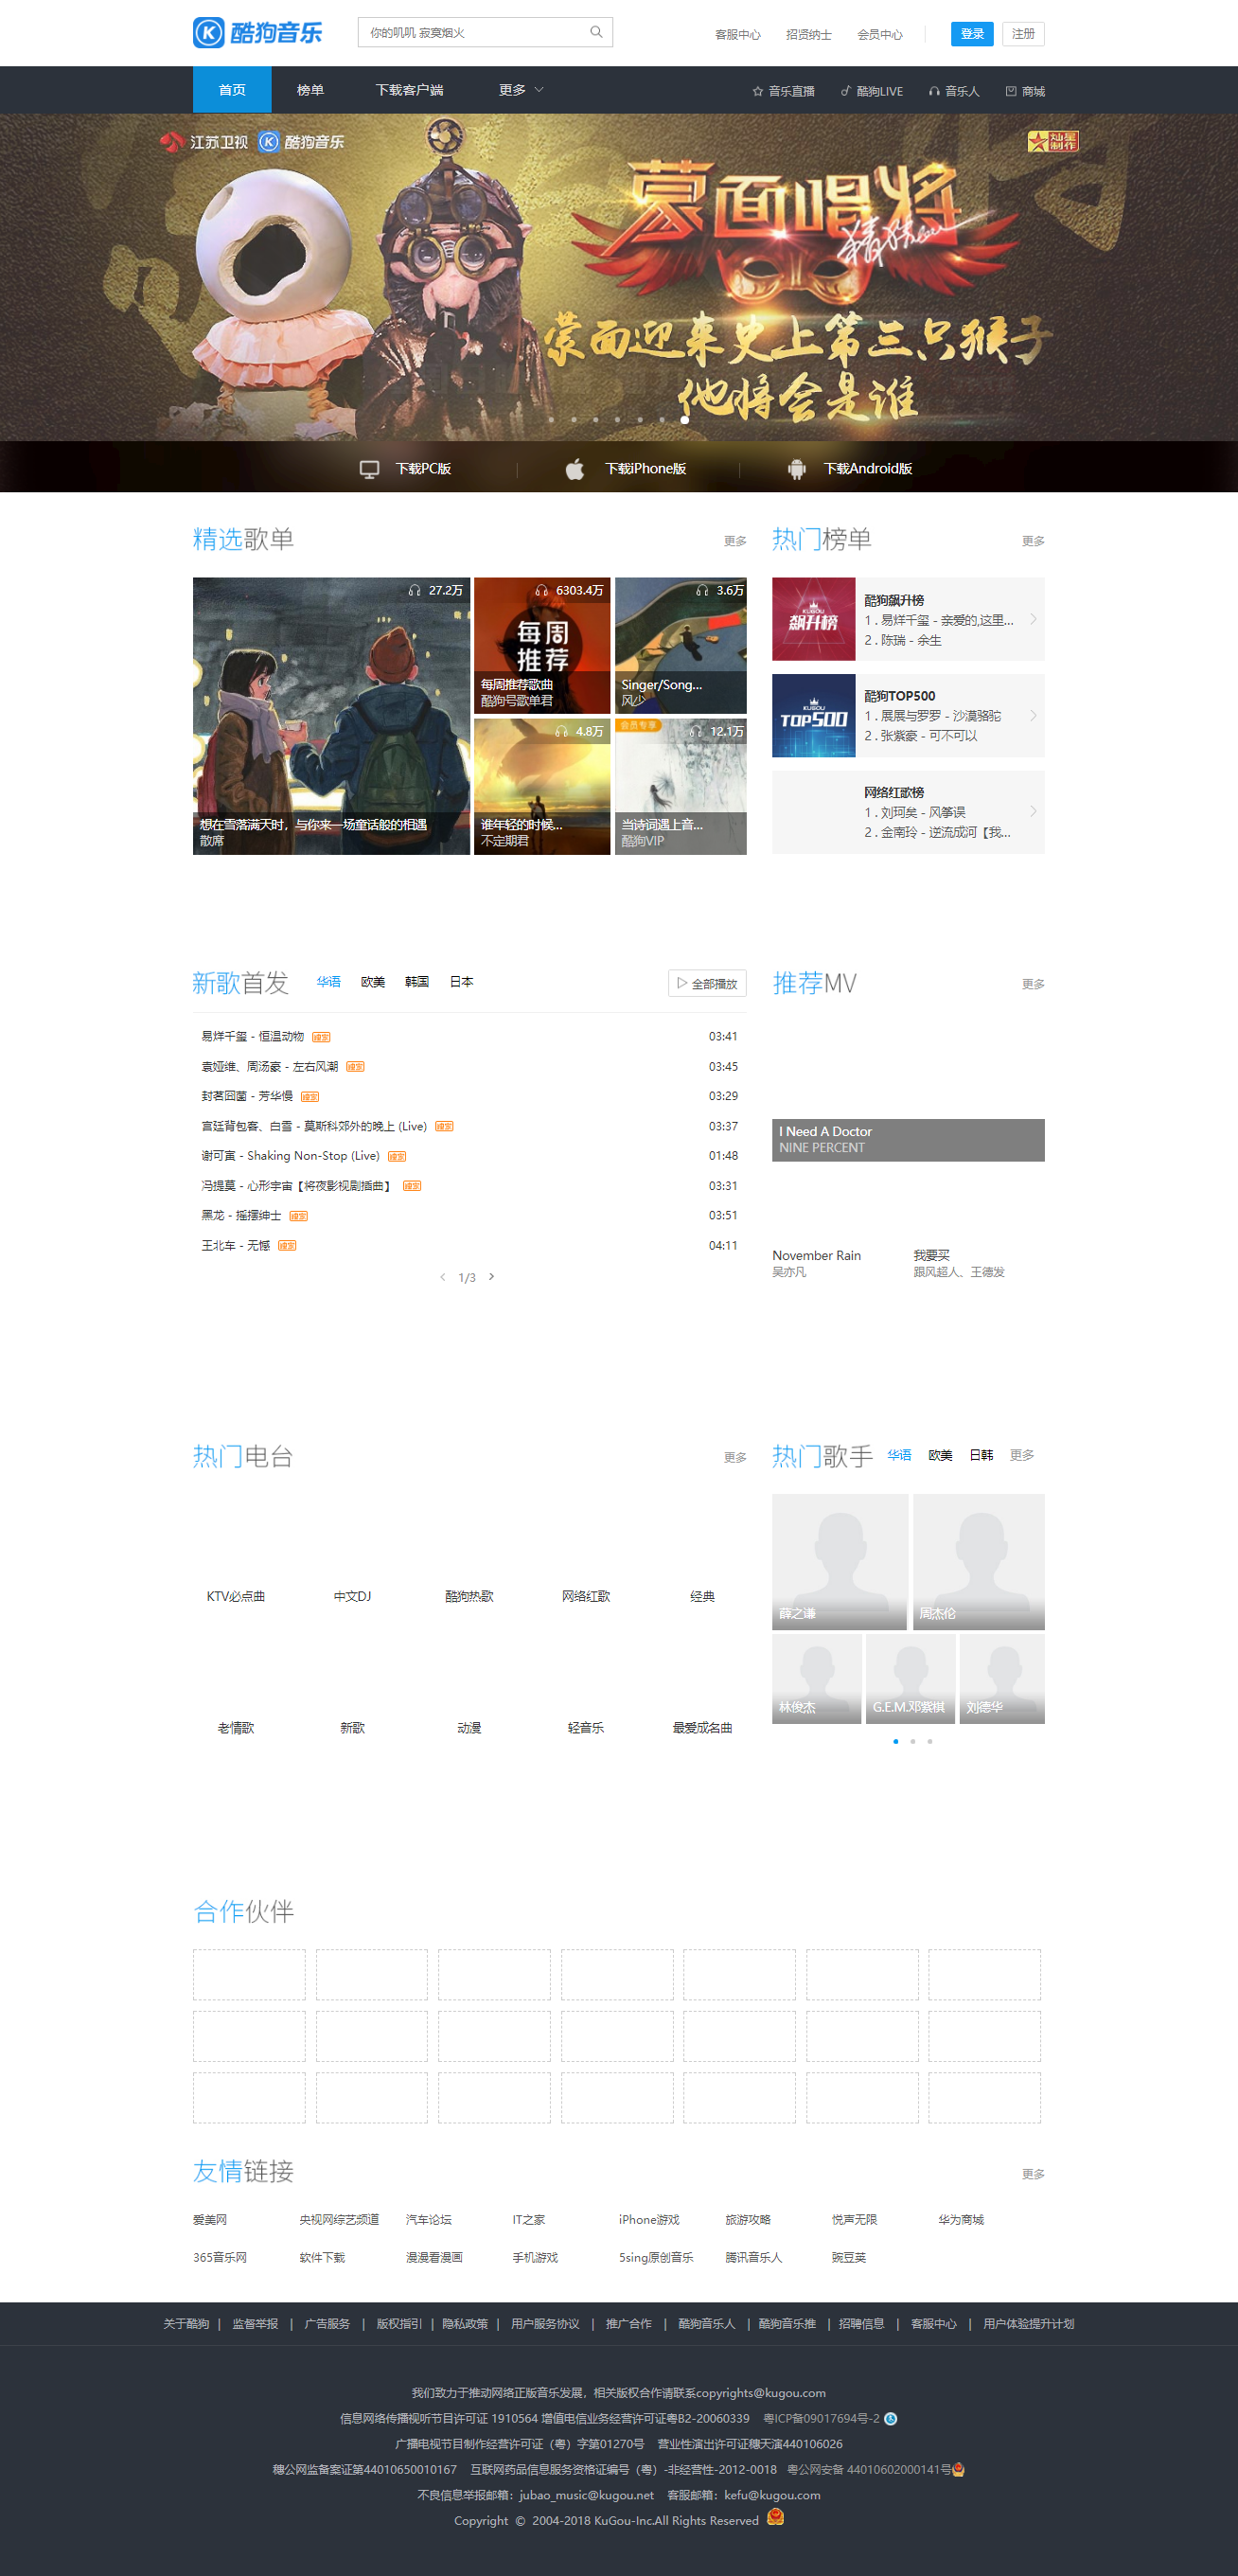 酷狗音乐
你的叽叽 寂寞烟火
客服中心 招贤纳士 会员中心 登录 注册
首页 榜单 下载客户端 更多 音乐直播 酷狗LIVE 音乐人 商城
江苏卫视 酷狗音乐
灿星制作
蒙面唱将
猜猜猜
蒙面迎来史上第三只猴子
他将会是谁
下载PC版 下载iPhone版 下载Android版
精选歌单 更多
27.2万
想在雪落满天时，与你来一场童话般的相遇
散席
6303.4万
每周
推荐
每周推荐歌曲
酷狗号歌单君
3.6万
Singer/Song...
风少
4.8万
谁年轻的时候...
不定期君
会员专享
12.1万
当诗词遇上音...
酷狗VIP
热门榜单 更多
KUGOU
飙升榜
酷狗飙升榜
1 . 易烊千玺 - 亲爱的,这里...
2 . 陈瑞 - 余生
KUGOU
TOP500
酷狗TOP500
1 . 展展与罗罗 - 沙漠骆驼
2 . 张紫豪 - 可不可以
网络红歌榜
1 . 刘珂矣 - 风筝误
2 . 金南玲 - 逆流成河【我...
新歌首发 华语 欧美 韩国 日本 全部播放
易烊千玺 - 恒温动物 独家 03:41
袁娅维、周汤豪 - 左右风潮 独家 03:45
封茗囧菌 - 芳华慢 独家 03:29
宫廷背包客、白雪 - 莫斯科郊外的晚上 (Live) 独家 03:37
谢可寅 - Shaking Non-Stop (Live) 独家 01:48
冯提莫 - 心形宇宙【将夜影视剧插曲】 独家 03:31
黑龙 - 摇摆绅士 独家 03:51
王北车 - 无憾 独家 04:11
1/3
推荐MV 更多
I Need A Doctor
NINE PERCENT
November Rain
吴亦凡
我要买
跟风超人、王德发
热门电台 更多
KTV必点曲 中文DJ 酷狗热歌 网络红歌 经典
老情歌 新歌 动漫 轻音乐 最爱成名曲
热门歌手 华语 欧美 日韩 更多
薛之谦 周杰伦
林俊杰 G.E.M.邓紫棋 刘德华
合作伙伴
友情链接 更多
爱美网 央视网综艺频道 汽车论坛 IT之家 iPhone游戏 旅游攻略 悦声无限 华为商城
365音乐网 软件下载 漫漫看漫画 手机游戏 5sing原创音乐 腾讯音乐人 豌豆荚
关于酷狗 | 监督举报 | 广告服务 | 版权指引 | 隐私政策 | 用户服务协议 | 推广合作 | 酷狗音乐人 | 酷狗音乐推 | 招聘信息 | 客服中心 | 用户体验提升计划
我们致力于推动网络正版音乐发展，相关版权合作请联系copyrights@kugou.com
信息网络传播视听节目许可证 1910564 增值电信业务经营许可证粤B2-20060339 粤ICP备09017694号-2
广播电视节目制作经营许可证（粤）字第01270号 营业性演出许可证穗天演440106026
穗公网监备案证第44010650010167 互联网药品信息服务资格证编号（粤）-非经营性-2012-0018 粤公网安备 44010602000141号
不良信息举报邮箱：jubao_music@kugou.net 客服邮箱：kefu@kugou.com
Copyright © 2004-2018 KuGou-Inc.All Rights Reserved